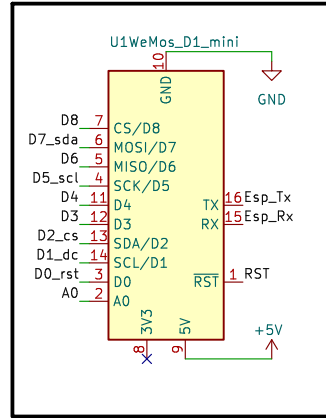 U1WeMos_D1_mini
10
GND
GND
D8 7 CS/D8
D7_sda 6 MOSI/D7
D6 5 MISO/D6
D5_scl 4 SCK/D5
D4 11 D4
TX 16 Esp_Tx
D3 12 D3
RX 15 Esp_Rx
D2_cs 13 SDA/D2
D1_dc 14 SCL/D1
D0_rst 3 D0
RST 1 RST
A0 2 A0
3V3
5V
8
9
+5V